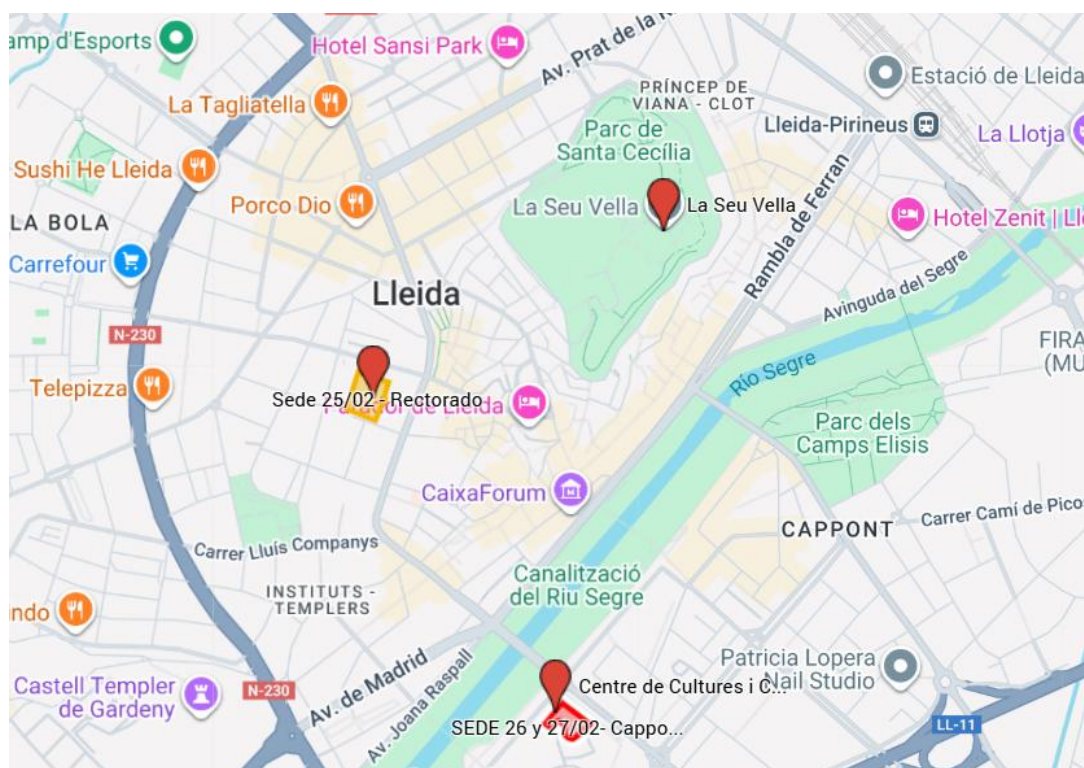 amp d'Esports
Hotel Sansi Park
Av. Prat de la
PRÍNCEP DE
VIANA - CLOT
Estació de Lleida
La Tagliatella
Parc de
Santa Cecília
Lleida-Pirineus
La Llotja
Sushi He Lleida
Porco Dio
La Seu Vella
La Seu Vella
Rambla de Ferran
Hotel Zenit | Lle
LA BOLA
Carrefour
Lleida
Avinguda del Segre
N-230
FIRA
(MU
Río Segre
Telepizza
Sede 25/02 - Rectorado
de Lleida
Parc dels
Camps Elisis
CaixaForum
CAPPONT
Carrer Camí de Pico
Carrer Lluís Companys
Canalització
del Riu Segre
INSTITUTS -
TEMPLERS
ndo
Av. de Madrid
Av. Joana Raspall
Patricia Lopera
Nail Studio
Castell Templer
de Gardeny
N-230
Centre de Cultures i C...
SEDE 26 y 27/02- Cappo...
LL-11